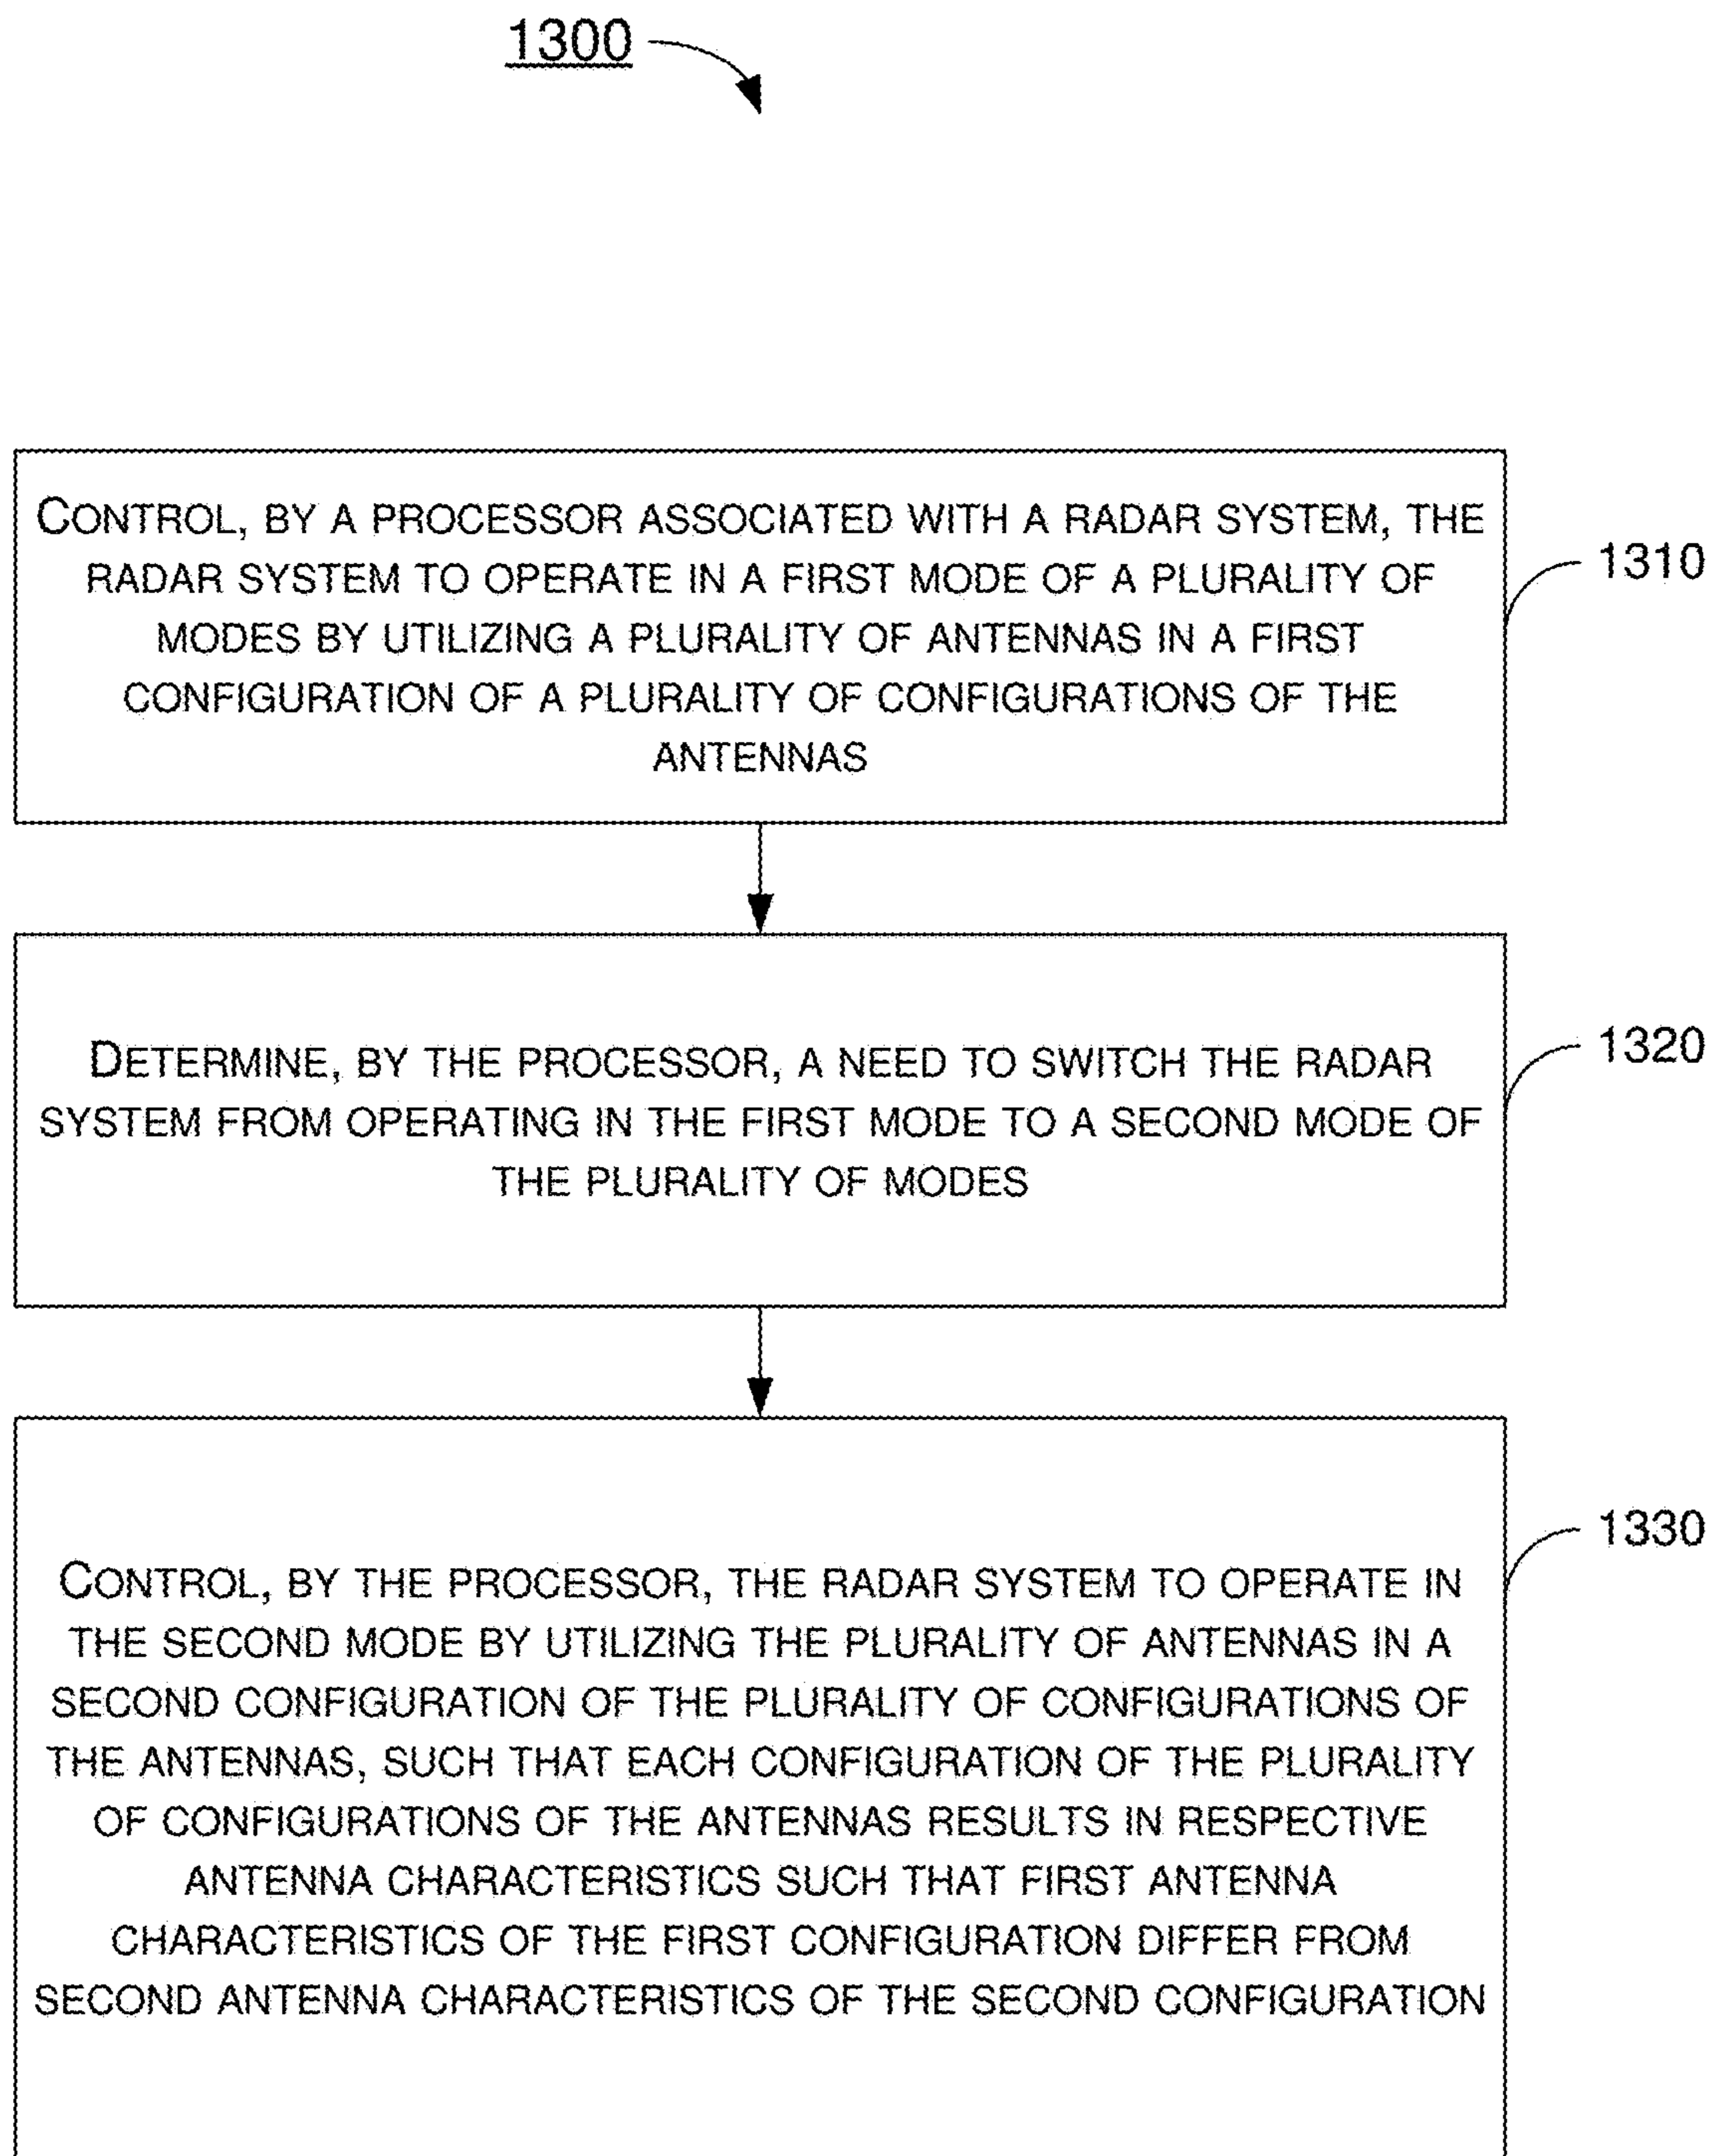 1300
CONTROL, BY A PROCESSOR ASSOCIATED WITH A RADAR SYSTEM, THE
RADAR SYSTEM TO OPERATE IN A FIRST MODE OF A PLURALITY OF
MODES BY UTILIZING A PLURALITY OF ANTENNAS IN A FIRST
CONFIGURATION OF A PLURALITY OF CONFIGURATIONS OF THE
ANTENNAS
1310
DETERMINE, BY THE PROCESSOR, A NEED TO SWITCH THE RADAR
SYSTEM FROM OPERATING IN THE FIRST MODE TO A SECOND MODE OF
THE PLURALITY OF MODES
1320
CONTROL, BY THE PROCESSOR, THE RADAR SYSTEM TO OPERATE IN
THE SECOND MODE BY UTILIZING THE PLURALITY OF ANTENNAS IN A
SECOND CONFIGURATION OF THE PLURALITY OF CONFIGURATIONS OF
THE ANTENNAS, SUCH THAT EACH CONFIGURATION OF THE PLURALITY
OF CONFIGURATIONS OF THE ANTENNAS RESULTS IN RESPECTIVE
ANTENNA CHARACTERISTICS SUCH THAT FIRST ANTENNA
CHARACTERISTICS OF THE FIRST CONFIGURATION DIFFER FROM
SECOND ANTENNA CHARACTERISTICS OF THE SECOND CONFIGURATION
1330